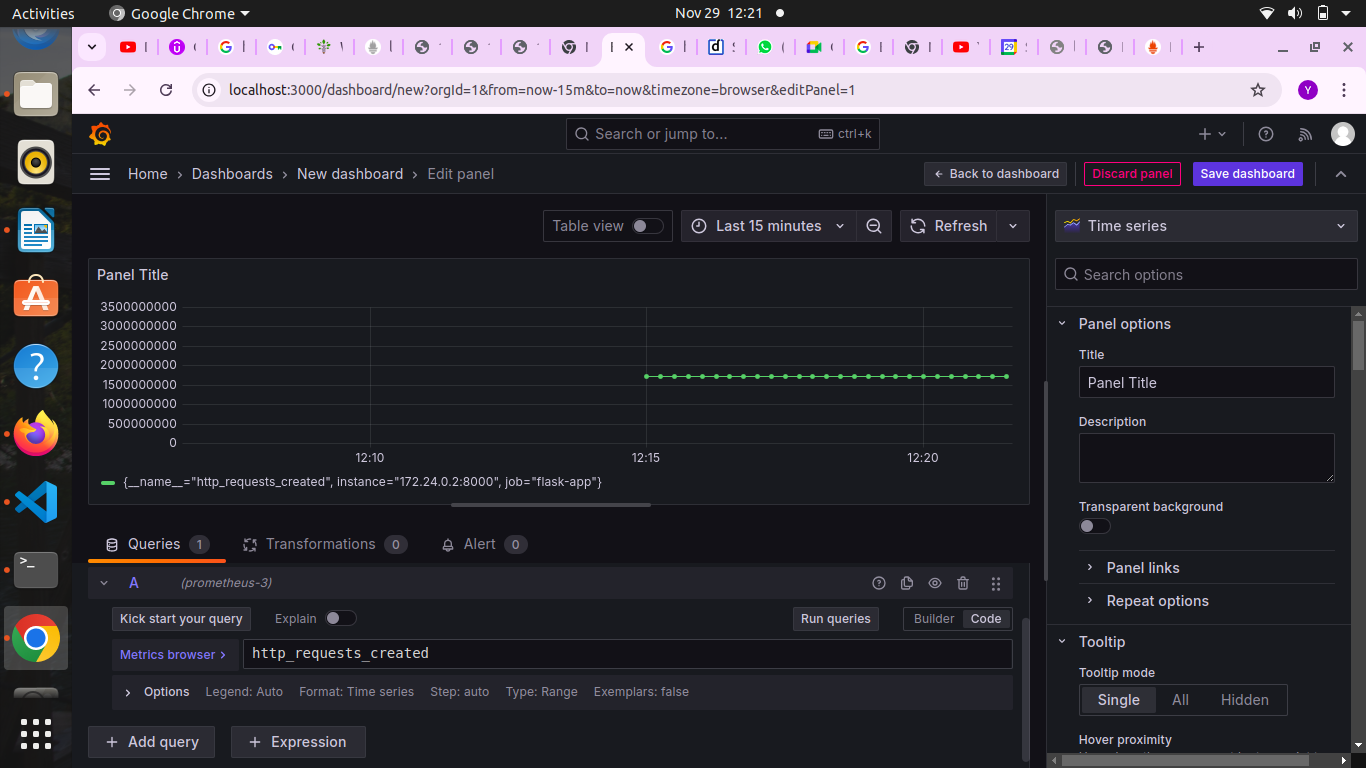 Activities
Google Chrome
Nov 29 12:21
localhost:3000/dashboard/new?orgId=1&from=now-15m&to=now&timezone=browser&editPanel=1
Y
Search or jump to...
ctrl+k
Home › Dashboards › New dashboard › Edit panel
← Back to dashboard
Discard panel
Save dashboard
Table view
Last 15 minutes
Refresh
Time series
Search options
Panel Title
3500000000
3000000000
2500000000
2000000000
1500000000
1000000000
500000000
0
12:10
12:15
12:20
{__name__="http_requests_created", instance="172.24.0.2:8000", job="flask-app"}
Queries 1
Transformations 0
Alert 0
A (prometheus-3)
Kick start your query
Explain
Run queries
Builder
Code
Metrics browser >
http_requests_created
Options Legend: Auto Format: Time series Step: auto Type: Range Exemplars: false
+ Add query
+ Expression
Panel options
Title
Panel Title
Description
Transparent background
Panel links
Repeat options
Tooltip
Tooltip mode
Single
All
Hidden
Hover proximity